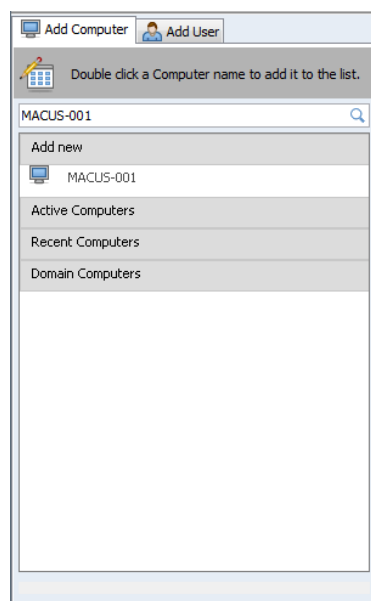 Add Computer Add User
Double click a Computer name to add it to the list.
MACUS-001
Add new
MACUS-001
Active Computers
Recent Computers
Domain Computers